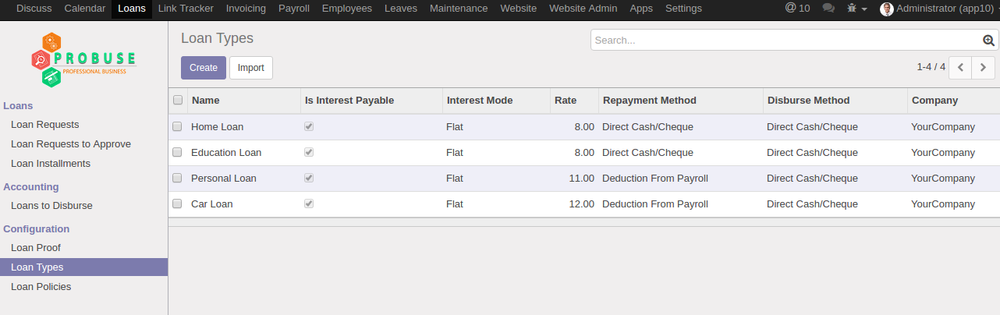 Discuss Calendar Loans Link Tracker Invoicing Payroll Employees Leaves Maintenance Website Website Admin Apps Settings @ 10 Administrator (app10)
PROBUSE
PROFESSIONAL BUSINESS
Loans
Loan Requests
Loan Requests to Approve
Loan Installments
Accounting
Loans to Disburse
Configuration
Loan Proof
Loan Types
Loan Policies
Loan Types
Search...
Create Import 1-4 / 4
Name Is Interest Payable Interest Mode Rate Repayment Method Disburse Method Company
Home Loan Flat 8.00 Direct Cash/Cheque Direct Cash/Cheque YourCompany
Education Loan Flat 8.00 Direct Cash/Cheque Direct Cash/Cheque YourCompany
Personal Loan Flat 11.00 Deduction From Payroll Direct Cash/Cheque YourCompany
Car Loan Flat 12.00 Deduction From Payroll Direct Cash/Cheque YourCompany